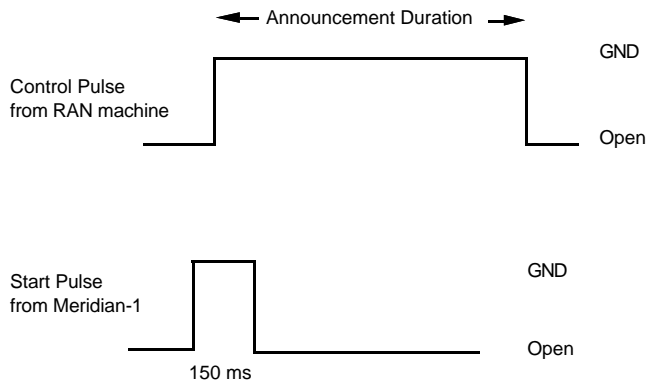 Announcement Duration
GND
Control Pulse
from RAN machine
Open
Start Pulse
from Meridian-1
GND
Open
150 ms